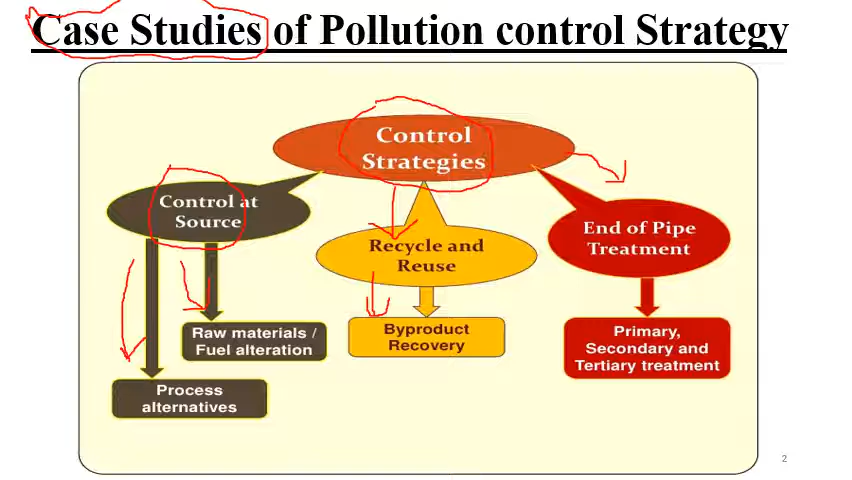 Case Studies of Pollution control Strategy
Control
Strategies
Control at
Source
Recycle and
Reuse
End of Pipe
Treatment
Raw materials /
Fuel alteration
Byproduct
Recovery
Primary,
Secondary and
Tertiary treatment
Process
alternatives
2